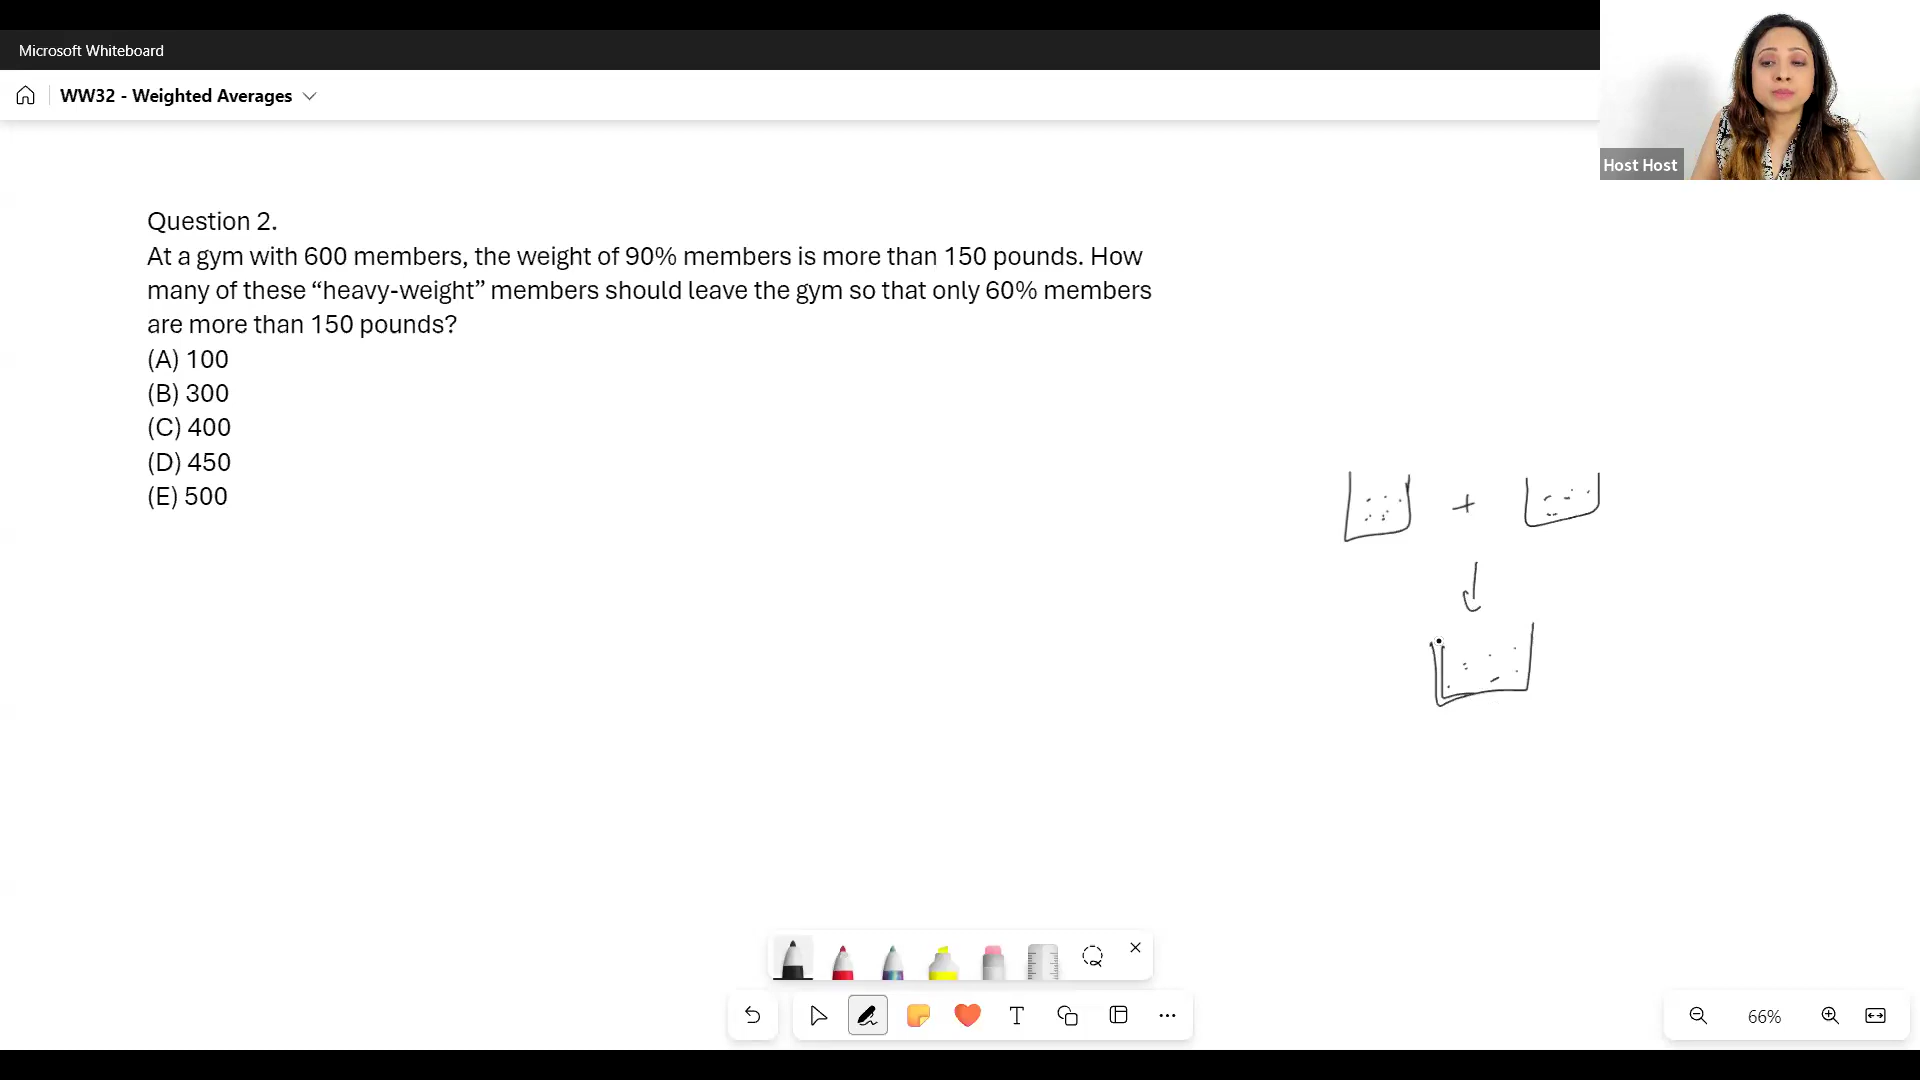 Microsoft Whiteboard
WW32 - Weighted Averages
Host Host
Question 2.
At a gym with 600 members, the weight of 90% members is more than 150 pounds. How
many of these “heavy-weight” members should leave the gym so that only 60% members
are more than 150 pounds?
(A) 100
(B) 300
(C) 400
(D) 450
(E) 500
+
66%